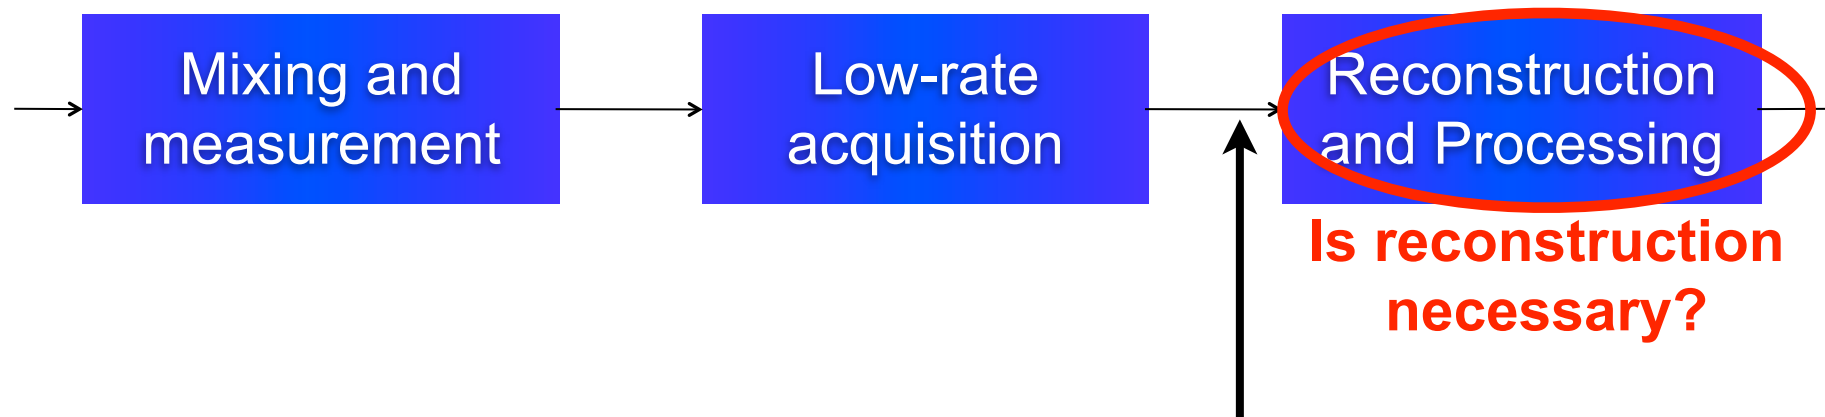 Mixing and
measurement
Low-rate
acquisition
Reconstruction
and Processing
Is reconstruction
necessary?